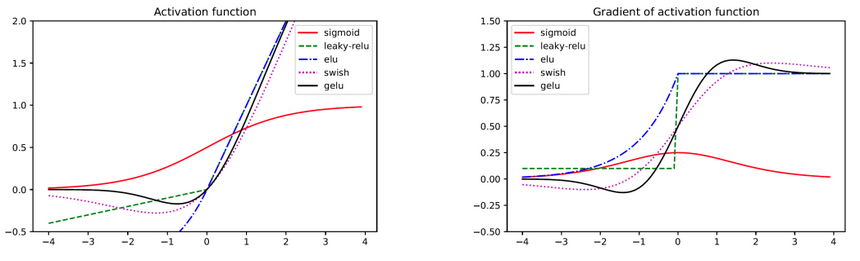 Activation function
2.0
1.5
1.0
0.5
0.0
−0.5
−4 −3 −2 −1 0 1 2 3 4
sigmoid
leaky-relu
elu
swish
gelu
Gradient of activation function
1.50
1.25
1.00
0.75
0.50
0.25
0.00
−0.25
−0.50
−4 −3 −2 −1 0 1 2 3 4
sigmoid
leaky-relu
elu
swish
gelu